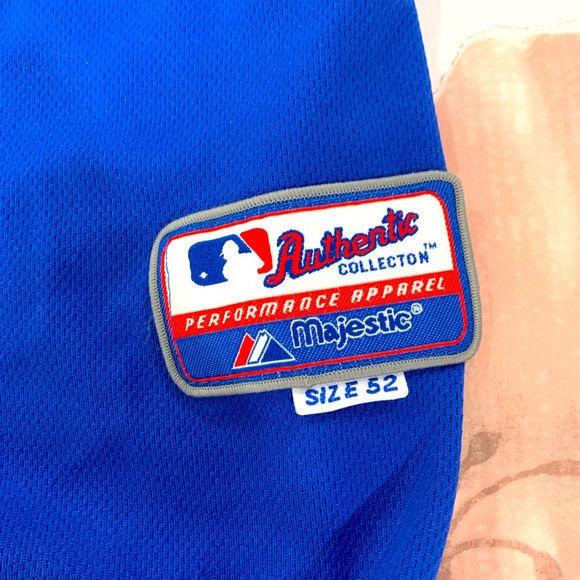 Authentic
COLLECTON™
PERFORMANCE APPAREL
Majestic®
SIZE 52